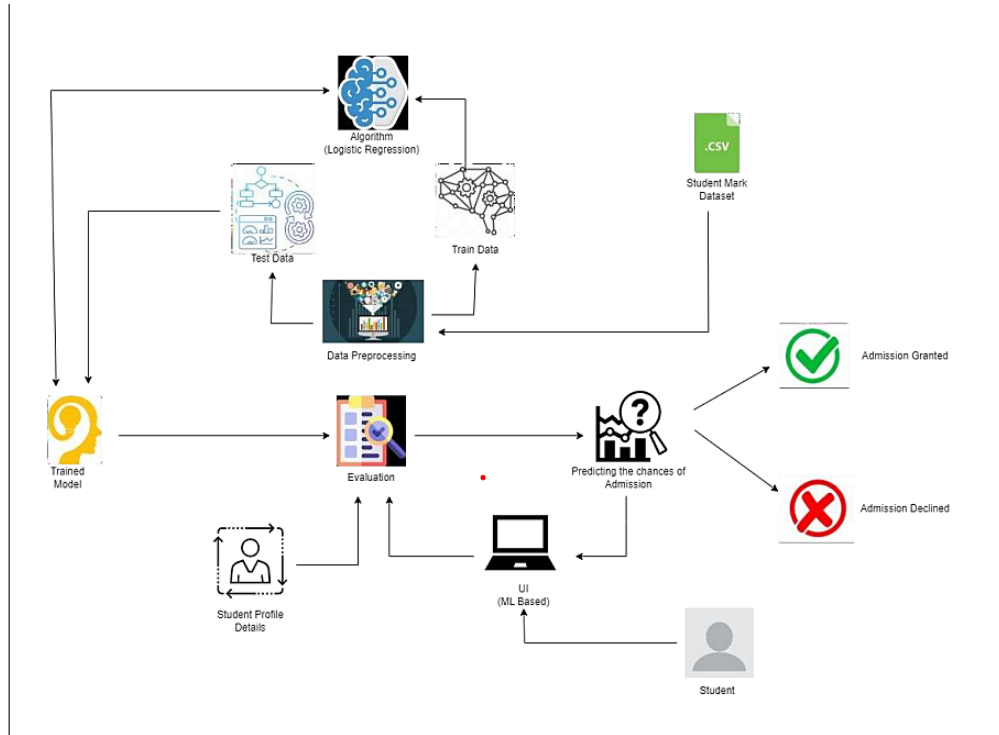 Algorithm
(Logistic Regression)
.CSV
Student Mark
Dataset
Test Data
Train Data
Data Preprocessing
Admission Granted
Trained
Model
Evaluation
Predicting the chances of
Admission
Admission Declined
Student Profile
Details
UI
(ML Based)
Student